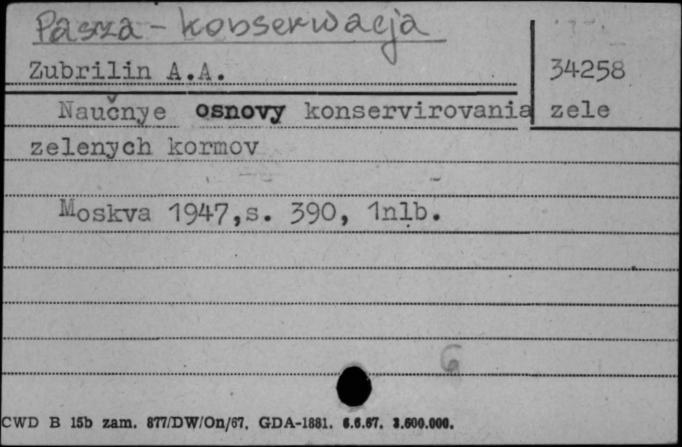 Pasza - konserwacja
Zubrilin A.A. 34258
Naučnye osnovy konservirovania zele
zelenych kormov
Moskva 1947,s. 390, 1nlb.
6
CWD B 15b zam. 877/DW/On/67. GDA-1881. 6.6.67. 3.600.000.